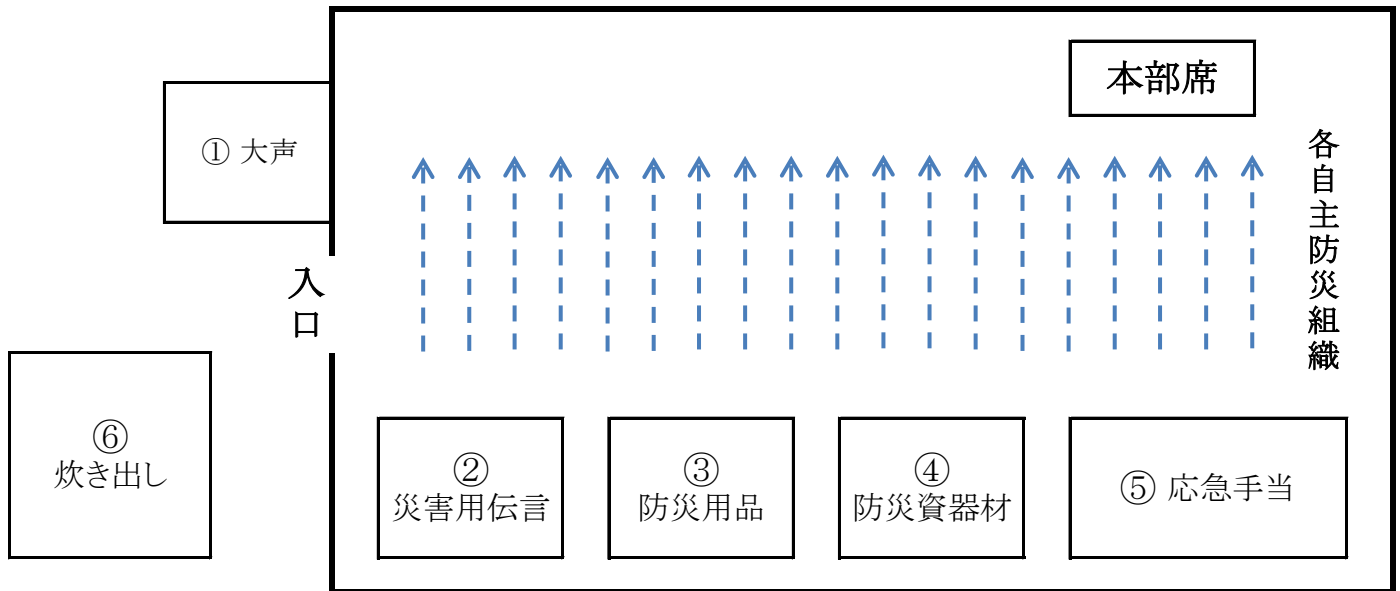 本部席
① 大声
各自主防災組織
入口
⑥
炊き出し
②
災害用伝言
③
防災用品
④
防災資器材
⑤ 応急手当